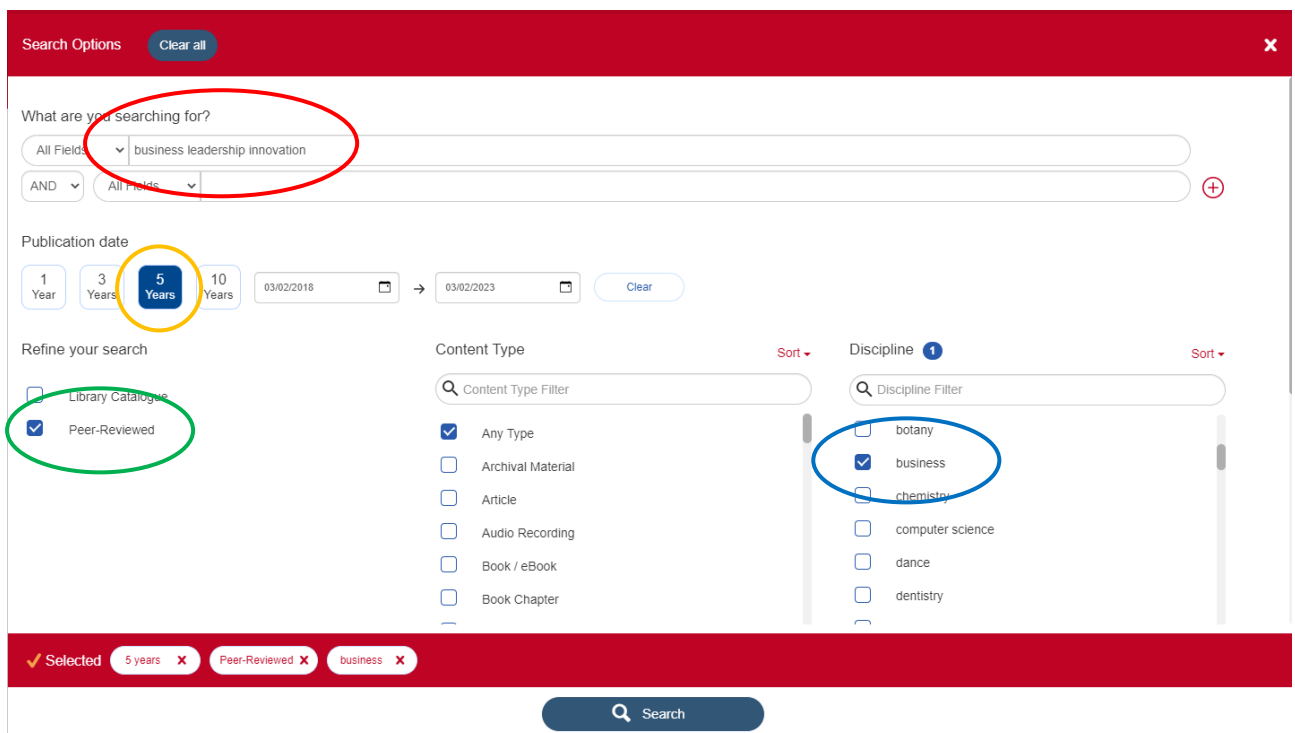 Search Options Clear all
What are you searching for?
All Fields business leadership innovation
AND All Fields
Publication date
1 Year 3 Years 5 Years 10 Years 03/02/2018 → 03/02/2023 Clear
Refine your search
Library Catalogue
Peer-Reviewed
Content Type Sort
Content Type Filter
Any Type
Archival Material
Article
Audio Recording
Book / eBook
Book Chapter
Discipline 1 Sort
Discipline Filter
botany
business
chemistry
computer science
dance
dentistry
Selected 5 years Peer-Reviewed business
Search